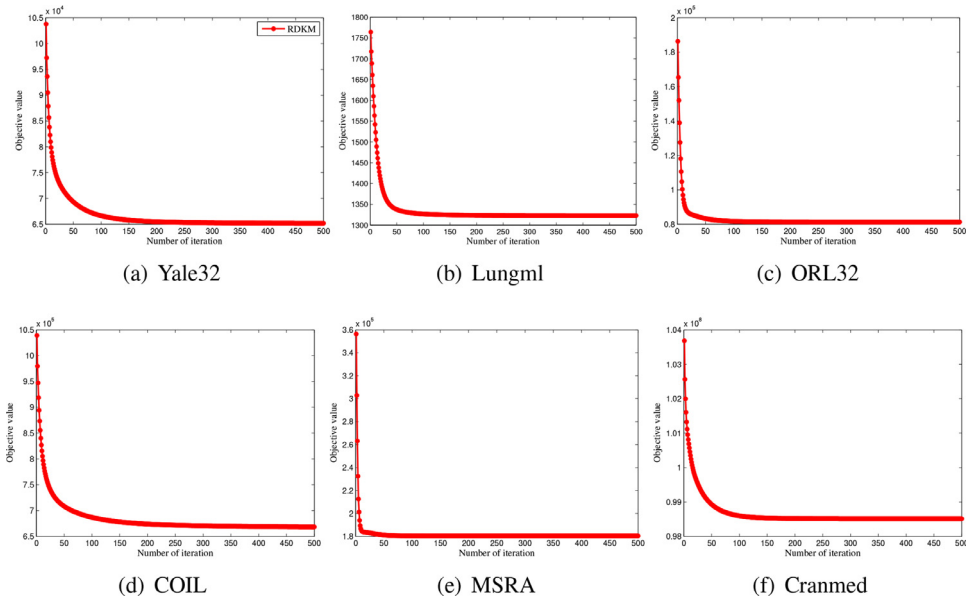 x 10⁴
10.5
10
9.5
9
8.5
8
7.5
7
6.5
Objective value
RDKM
0 50 100 150 200 250 300 350 400 450 500
Number of iteration
(a) Yale32
1800
1750
1700
1650
1600
1550
1500
1450
1400
1350
1300
Objective value
0 50 100 150 200 250 300 350 400 450 500
Number of iteration
(b) Lungml
x 10⁵
2
1.8
1.6
1.4
1.2
1
0.8
Objective value
0 50 100 150 200 250 300 350 400 450 500
Number of iteration
(c) ORL32
x 10
10.5
10
9.5
9
8.5
8
7.5
7
6.5
Objective value
0 50 100 150 200 250 300 350 400 450 500
Number of iteration
(d) COIL
x 10
3.6
3.4
3.2
3
2.8
2.6
2.4
2.2
2
1.8
Objective value
0 50 100 150 200 250 300 350 400 450 500
Number of iteration
(e) MSRA
x 10
1.04
1.03
1.02
1.01
1
0.99
0.98
Objective value
0 50 100 150 200 250 300 350 400 450 500
Number of iteration
(f) Cranmed